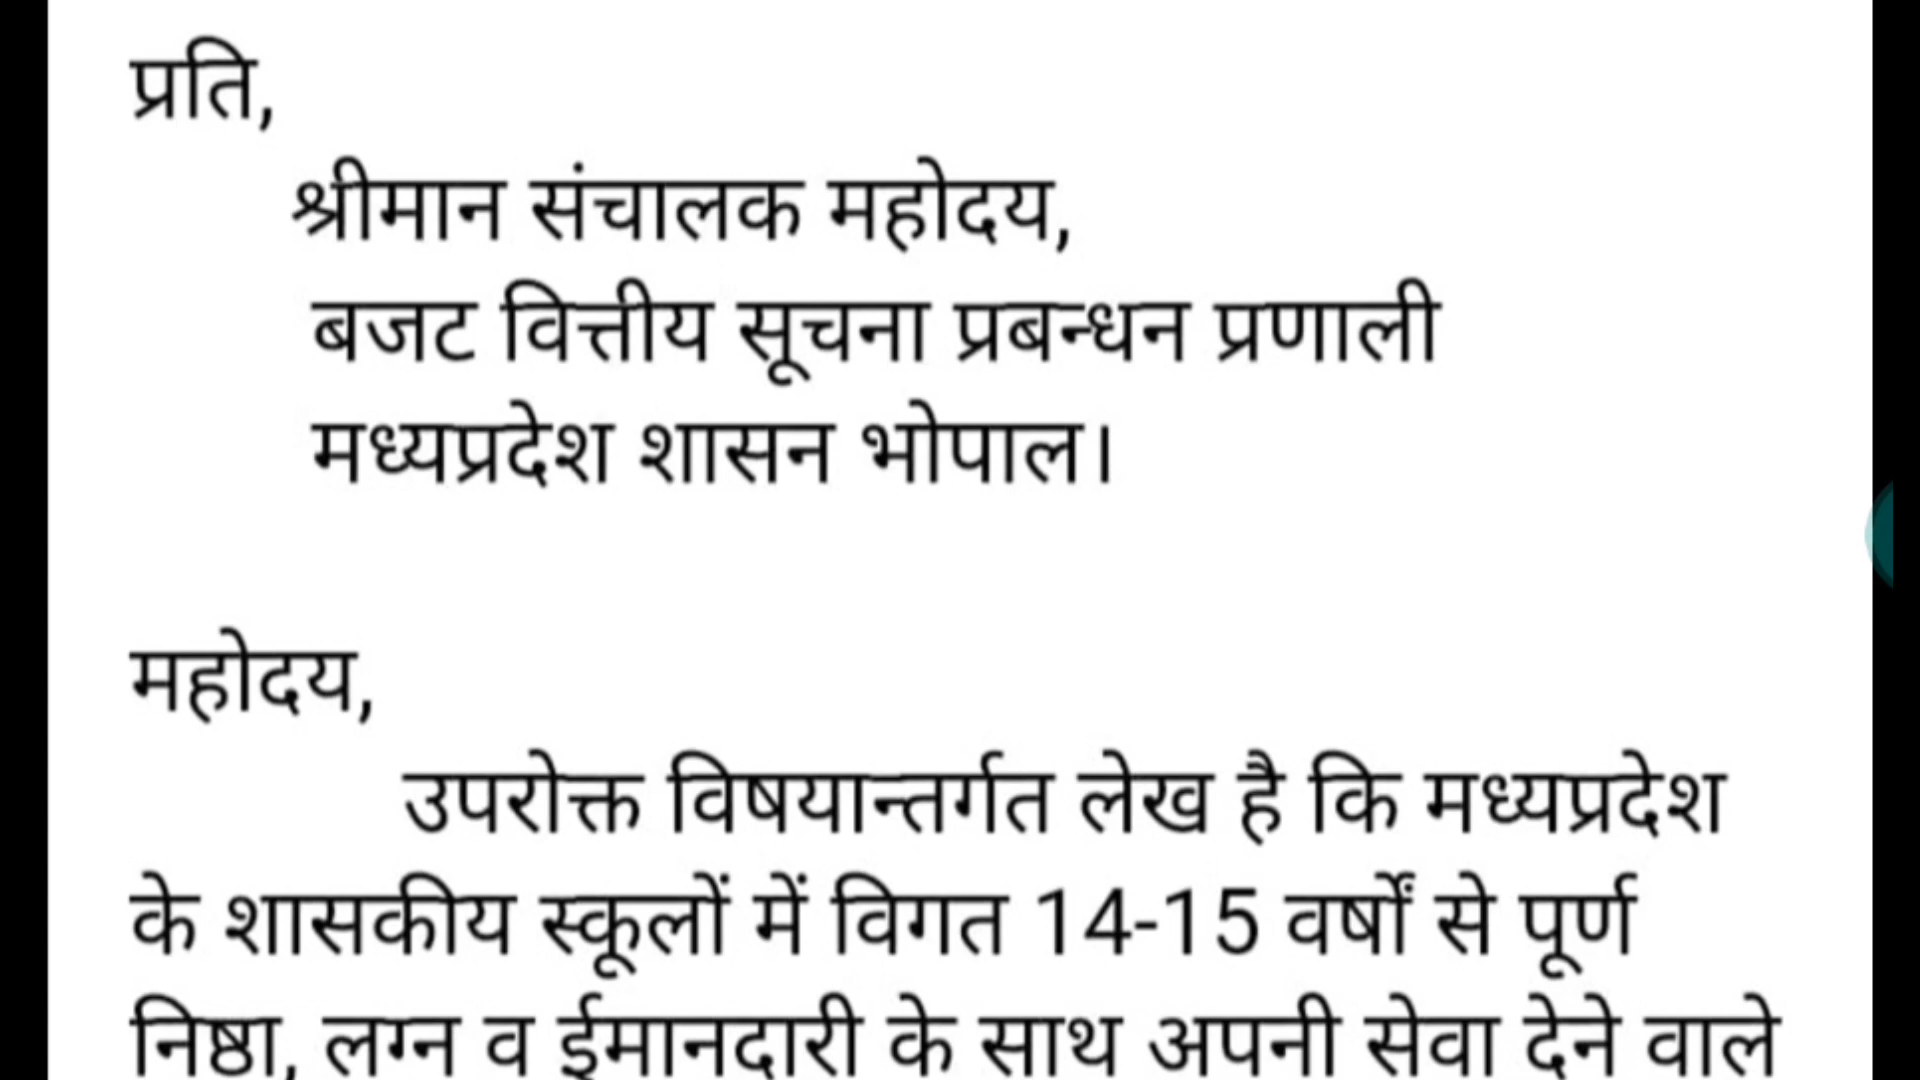 प्रति,
श्रीमान संचालक महोदय,
बजट वित्तीय सूचना प्रबन्धन प्रणाली
मध्यप्रदेश शासन भोपाल।
महोदय,
उपरोक्त विषयान्तर्गत लेख है कि मध्यप्रदेश
के शासकीय स्कूलों में विगत 14-15 वर्षों से पूर्ण
निष्ठा, लग्न व ईमानदारी के साथ अपनी सेवा देने वाले